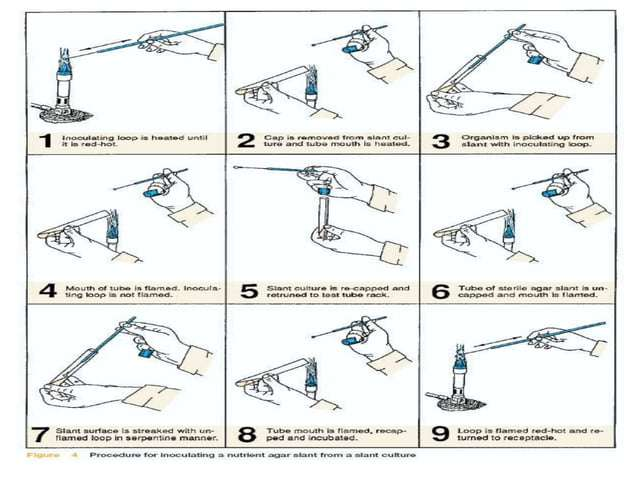 1 Inoculating loop is heated until
it is red-hot.
2 Cap is removed from slant cul-
ture and tube mouth is heated.
3 Organism is picked up from
slant with inoculating loop.
4 Mouth of tube is flamed. Inocula-
ting loop is not flamed.
5 Slant culture is re-capped and
retruned to test tube rack.
6 Tube of sterile agar slant is un-
capped and mouth is flamed.
7 Slant surface is streaked with un-
flamed loop in serpentine manner.
8 Tube mouth is flamed, recap-
ped and incubated.
9 Loop is flamed red-hot and re-
turned to receptacle.
Figure 4 Procedure for inoculating a nutrient agar slant from a slant culture